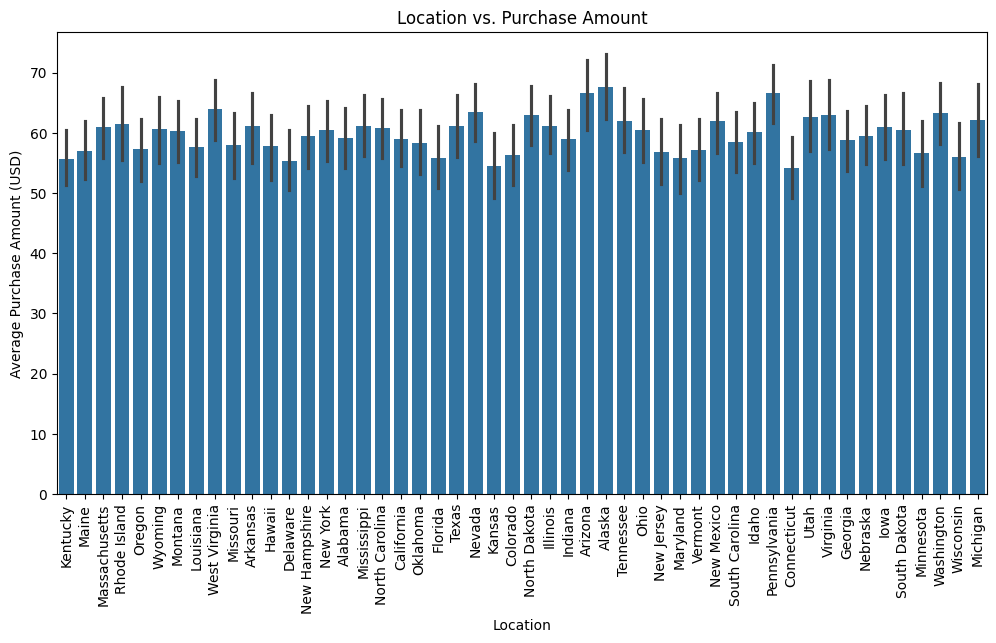 Location vs. Purchase Amount
Average Purchase Amount (USD)
70
60
50
40
30
20
10
0
Kentucky
Maine
Massachusetts
Rhode Island
Oregon
Wyoming
Montana
Louisiana
West Virginia
Missouri
Arkansas
Hawaii
Delaware
New Hampshire
New York
Alabama
Mississippi
North Carolina
California
Oklahoma
Florida
Texas
Nevada
Kansas
Colorado
North Dakota
Illinois
Indiana
Arizona
Alaska
Tennessee
Ohio
New Jersey
Maryland
Vermont
New Mexico
South Carolina
Idaho
Pennsylvania
Connecticut
Utah
Virginia
Georgia
Nebraska
Iowa
South Dakota
Minnesota
Washington
Wisconsin
Michigan
Location